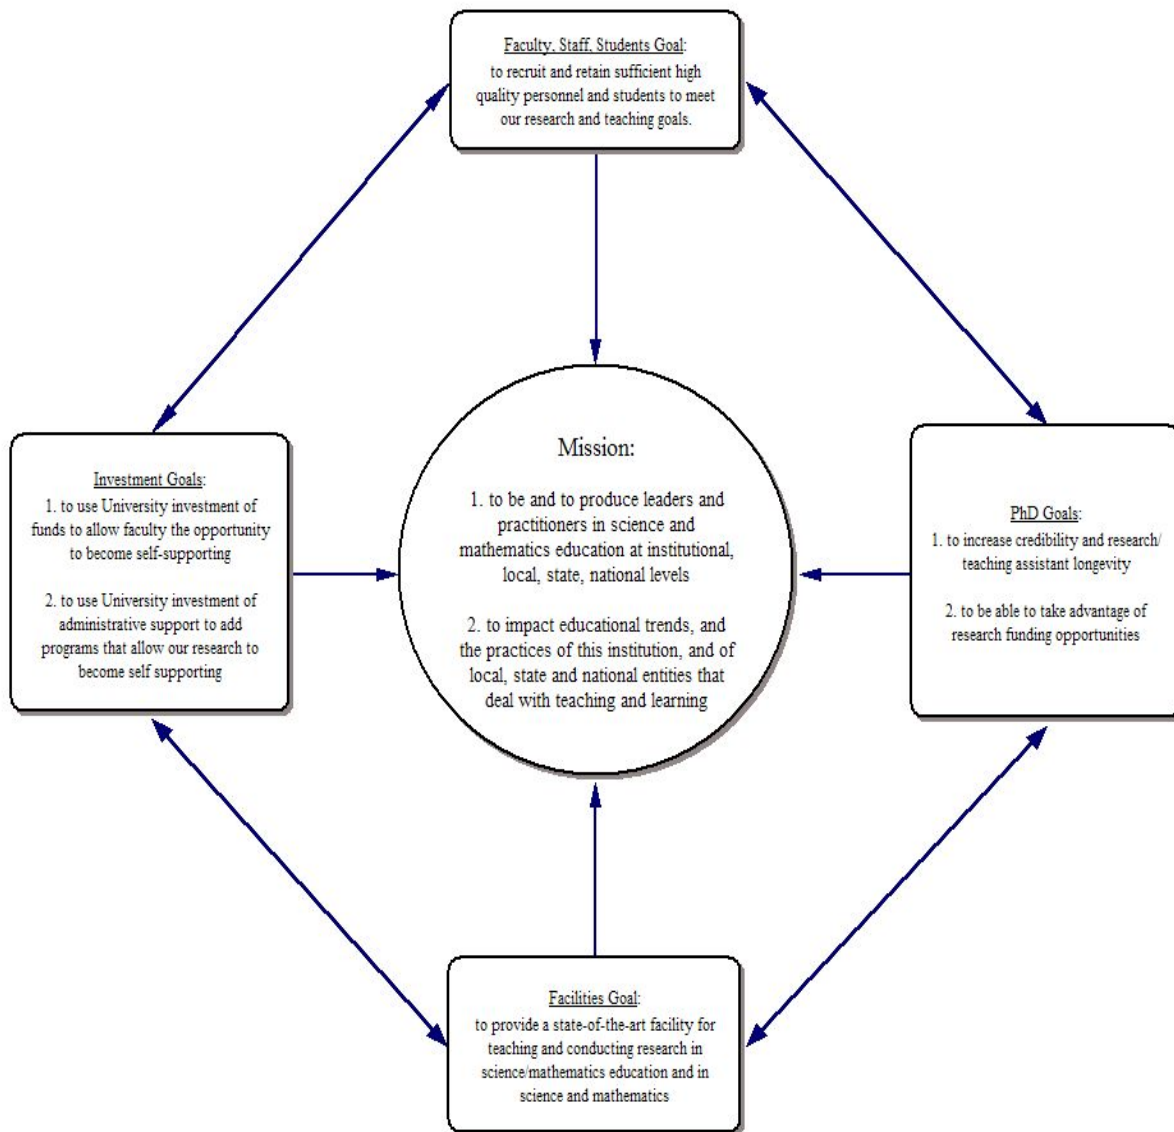 Faculty, Staff, Students Goal:
to recruit and retain sufficient high
quality personnel and students to meet
our research and teaching goals.
Investment Goals:
1. to use University investment of
funds to allow faculty the opportunity
to become self-supporting
2. to use University investment of
administrative support to add
programs that allow our research to
become self supporting
Mission:
1. to be and to produce leaders and
practitioners in science and
mathematics education at institutional,
local, state, national levels
2. to impact educational trends, and
the practices of this institution, and of
local, state and national entities that
deal with teaching and learning
PhD Goals:
1. to increase credibility and research/
teaching assistant longevity
2. to be able to take advantage of
research funding opportunities
Facilities Goal:
to provide a state-of-the-art facility for
teaching and conducting research in
science/mathematics education and in
science and mathematics